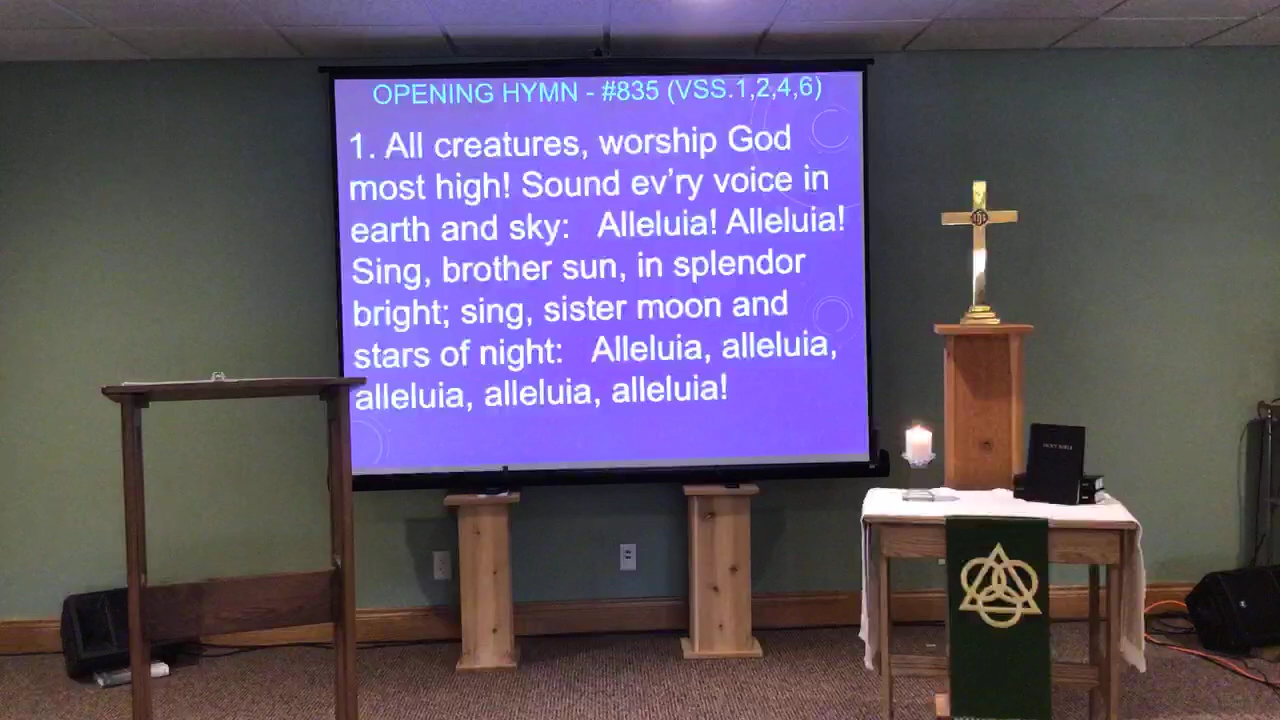 OPENING HYMN - #835 (VSS.1,2,4,6)
1. All creatures, worship God
most high! Sound ev'ry voice in
earth and sky:   Alleluia! Alleluia!
Sing, brother sun, in splendor
bright; sing, sister moon and
stars of night:   Alleluia, alleluia,
alleluia, alleluia, alleluia!
HOLY BIBLE